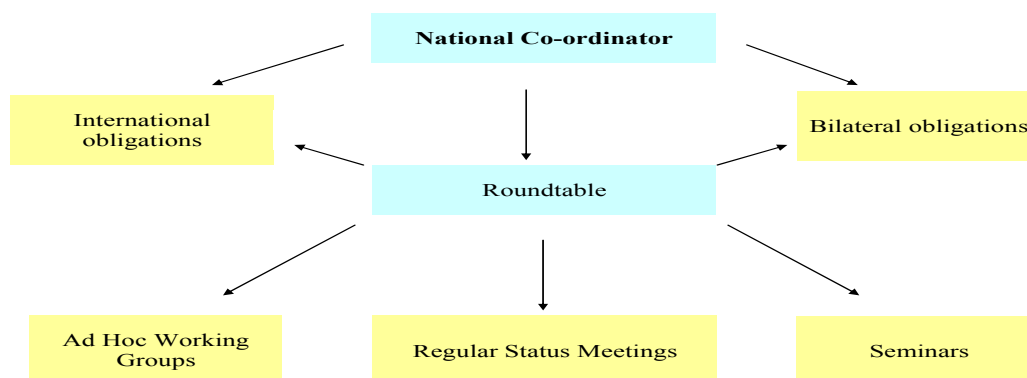 National Co-ordinator
International
obligations
Bilateral obligations
Roundtable
Ad Hoc Working
Groups
Regular Status Meetings
Seminars